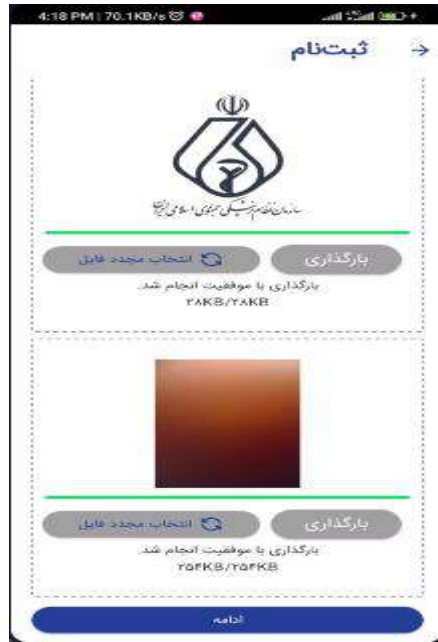 4:18 PM | 70.1KB/s
ثبت‌نام
سازمان نظام پزشکی جمهوری اسلامی ایران
بارگذاری
انتخاب مجدد فایل
بارگذاری با موفقیت انجام شد.
۲۸KB/۲۸KB
بارگذاری
انتخاب مجدد فایل
بارگذاری با موفقیت انجام شد.
۲۵۴KB/۲۵۴KB
ادامه